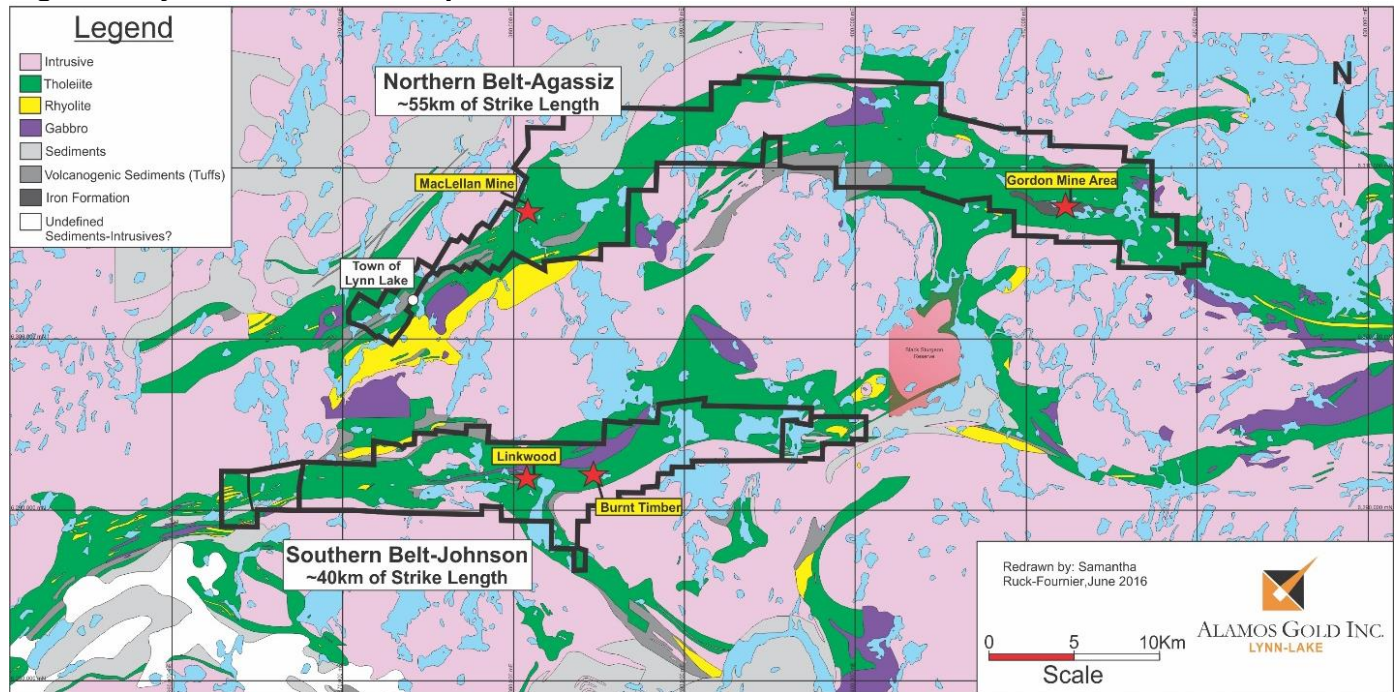 Legend
Intrusive
Tholeiite
Rhyolite
Gabbro
Sediments
Volcanogenic Sediments (Tuffs)
Iron Formation
Undefined
Sediments-Intrusives?
Northern Belt-Agassiz
~55km of Strike Length
N
MacLellan Mine
Gordon Mine Area
Town of
Lynn Lake
Linkwood
Burnt Timber
Southern Belt-Johnson
~40km of Strike Length
Redrawn by: Samantha
Ruck-Fournier,June 2016
0 5 10Km
Scale
ALAMOS GOLD INC.
LYNN-LAKE